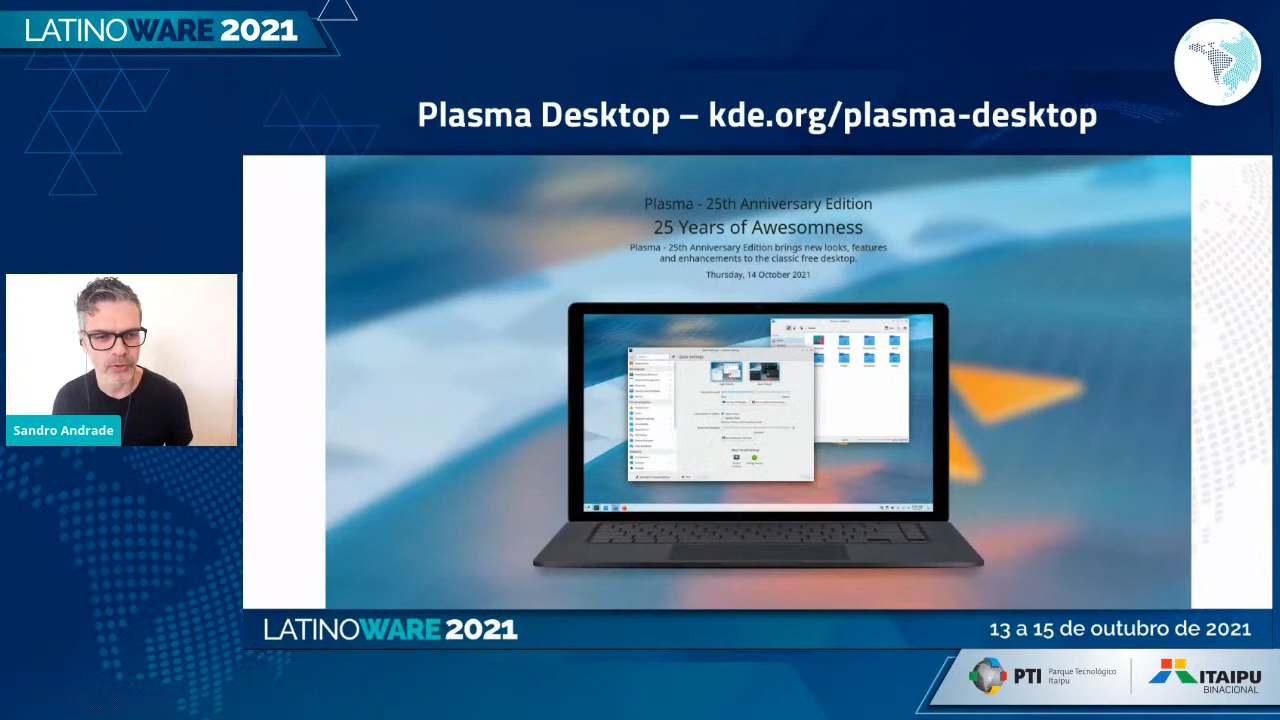 LATINOWARE 2021
Plasma Desktop – kde.org/plasma-desktop
Plasma - 25th Anniversary Edition
25 Years of Awesomness
Plasma - 25th Anniversary Edition brings new looks, features
and enhancements to the classic free desktop.
Thursday, 14 October 2021
Sandro Andrade
LATINOWARE 2021
13 a 15 de outubro de 2021
PTI
Parque Tecnológico
Itaipu
ITAIPU
BINACIONAL